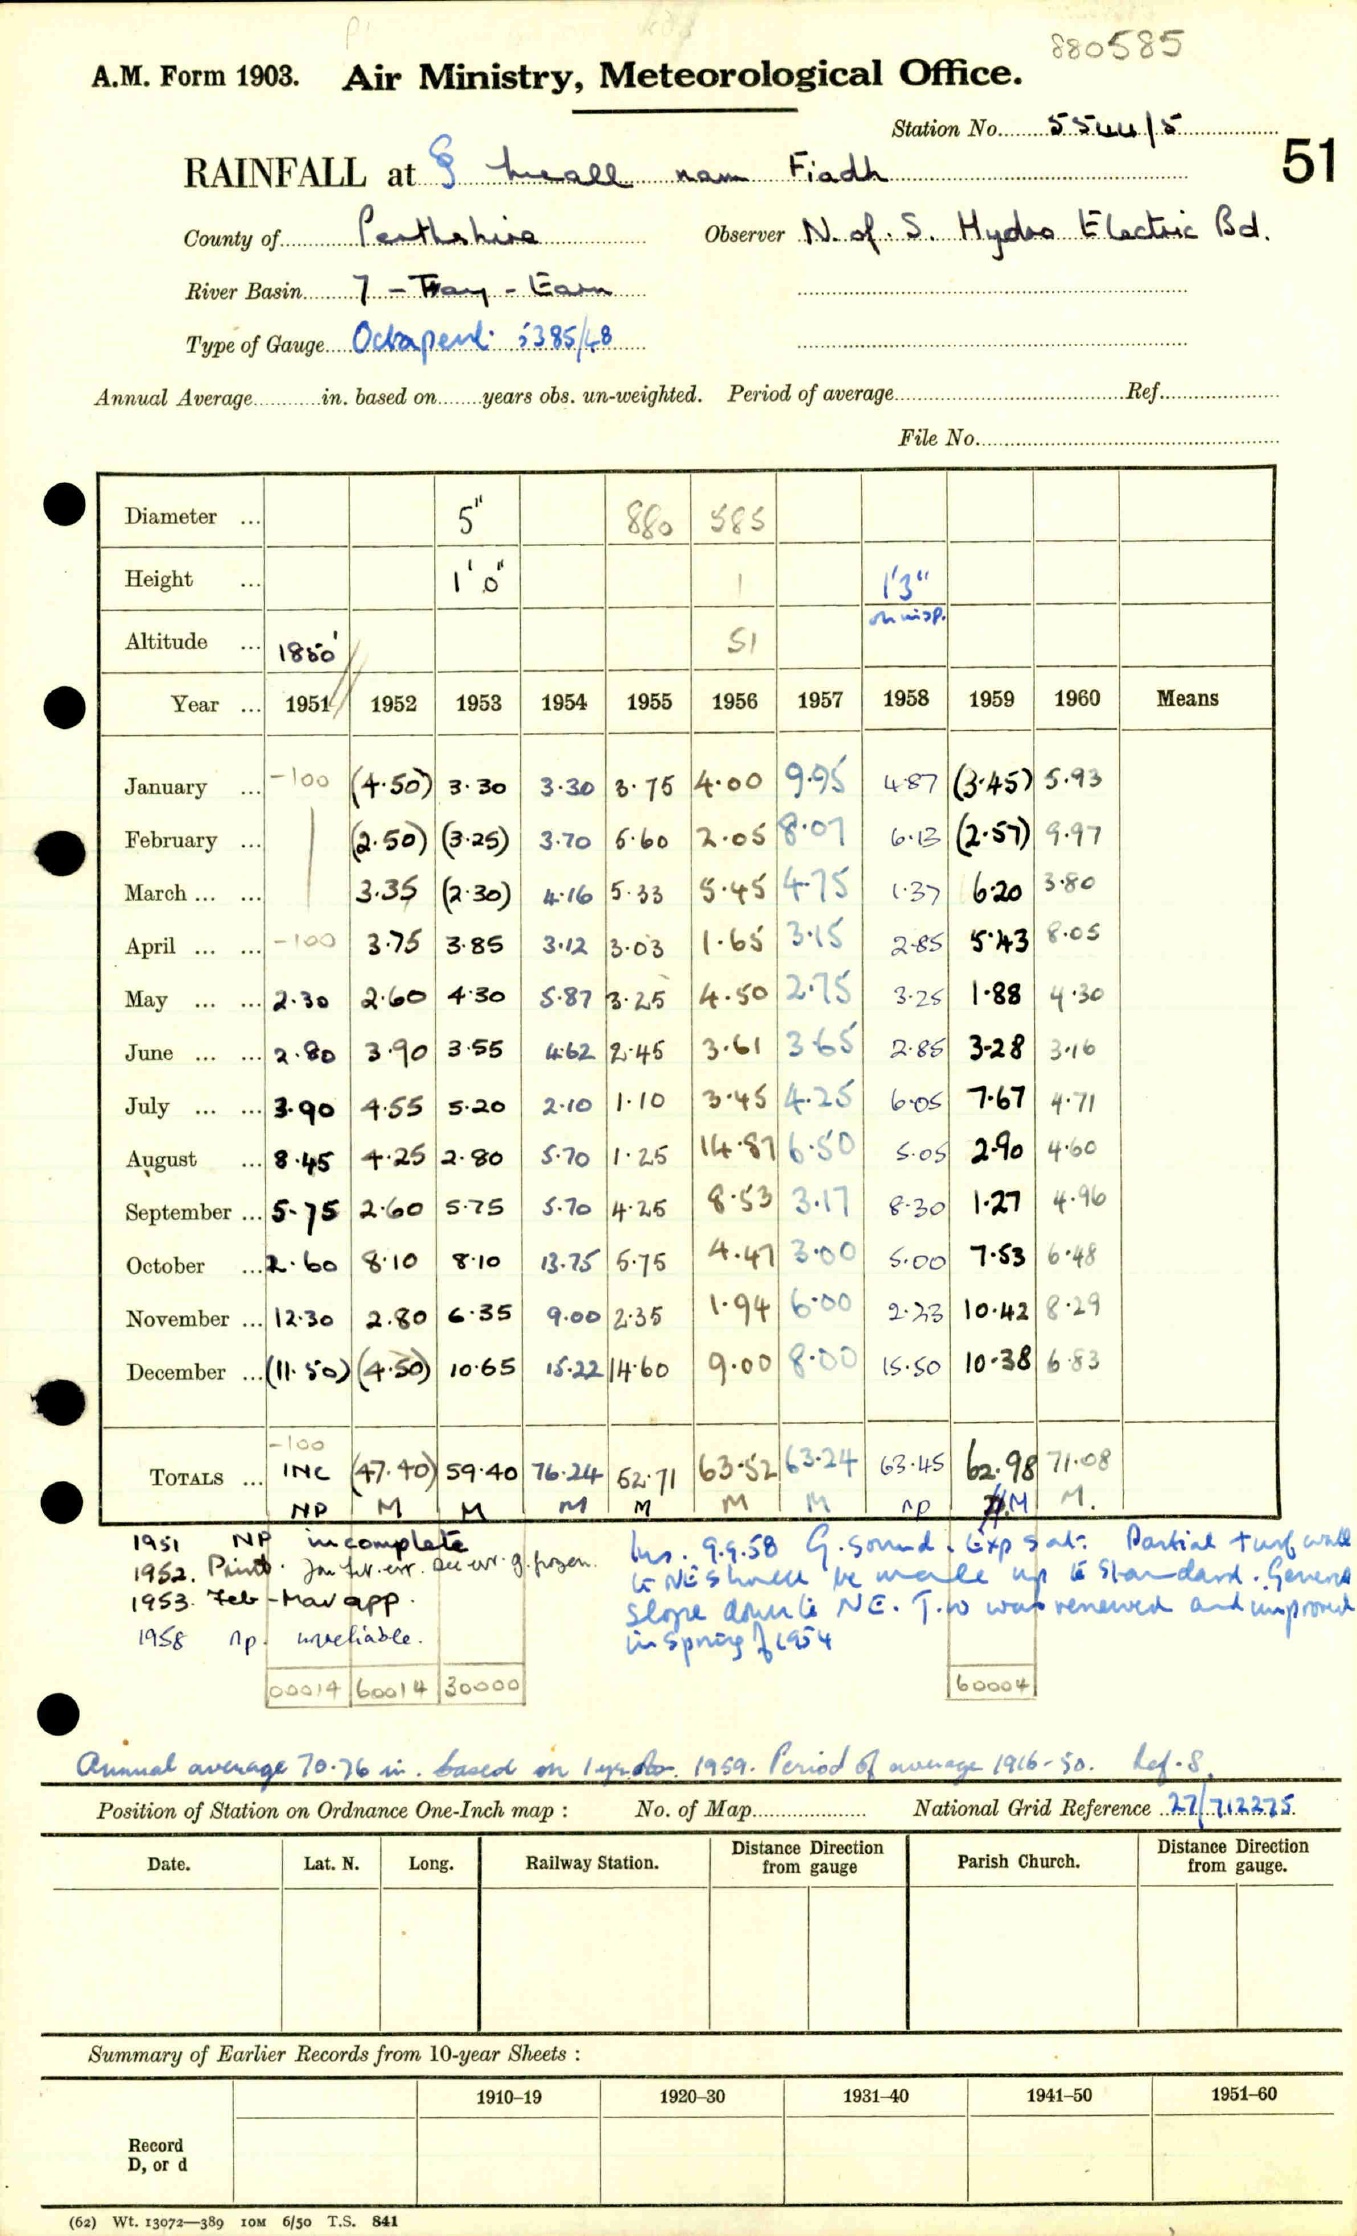 880585
A.M. Form 1903. Air Ministry, Meteorological Office.
Station No. 5544/5
51
RAINFALL at § Meall nam Fiadh
County of Perthshire Observer N. of. S. Hydro Electric Bd.
River Basin 7 - Tay - Earn
Type of Gauge Octapent 5385/48
Annual Average in. based on years obs. un-weighted. Period of average Ref.
File No.
Diameter ... 5" 880 585
Height ... 1' 0" 1 1'3"
on insp.
Altitude ... 1850' 51
Year ... 1951 1952 1953 1954 1955 1956 1957 1958 1959 1960 Means
January ... -100 (4.50) 3.30 3.30 3.75 4.00 9.95 4.87 (3.45) 5.93
February ... (2.50) (3.25) 3.70 5.60 2.05 8.07 6.13 (2.57) 9.97
March ... ... 3.35 (2.30) 4.16 5.33 5.45 4.75 1.37 6.20 3.80
April ... ... -100 3.75 3.85 3.12 3.03 1.65 3.15 2.85 5.43 8.05
May ... ... 2.30 2.60 4.30 5.87 3.25 4.50 2.75 3.25 1.88 4.30
June ... ... 2.80 3.90 3.55 4.62 2.45 3.61 3.65 2.85 3.28 3.16
July ... ... 3.90 4.55 5.20 2.10 1.10 3.45 4.25 6.05 7.67 4.71
August ... 8.45 4.25 2.80 5.70 1.25 14.87 6.50 5.05 2.90 4.60
September ... 5.75 2.60 5.75 5.70 4.25 8.53 3.17 8.30 1.27 4.96
October ... 2.60 8.10 8.10 13.75 5.75 4.47 3.00 5.00 7.53 6.48
November ... 12.30 2.80 6.35 9.00 2.35 1.94 6.00 2.23 10.42 8.29
December ... (11.50) (4.50) 10.65 15.22 14.60 9.00 8.00 15.50 10.38 6.83
-100
TOTALS ... INC (47.40) 59.40 76.24 52.71 63.52 63.24 63.45 62.98 71.08
NP M M M M M M np M M.
1951 NP incomplete
1952. Jan Feb. err. Dec err. g. frozen.
1953. Feb - Mar app.
1958 np. unreliable.
Ins. 9.9.58 G. sound. Exp sat. Partial turf wall
to NE should be made up to standard. General
slope down to NE. T.w was renewed and improved
in spring of 1954
00014 60014 30000 60004
Annual average 70.76 in. based on 1 yr obs. 1959. Period of average 1916-50. Ref. 8.
Position of Station on Ordnance One-Inch map : No. of Map National Grid Reference 27/712275
Date. Lat. N. Long. Railway Station. Distance Direction from gauge Parish Church. Distance Direction from gauge.
Summary of Earlier Records from 10-year Sheets :
1910–19 1920–30 1931–40 1941–50 1951–60
Record
D, or d
(62) Wt. 13072—389 10M 6/50 T.S. 841